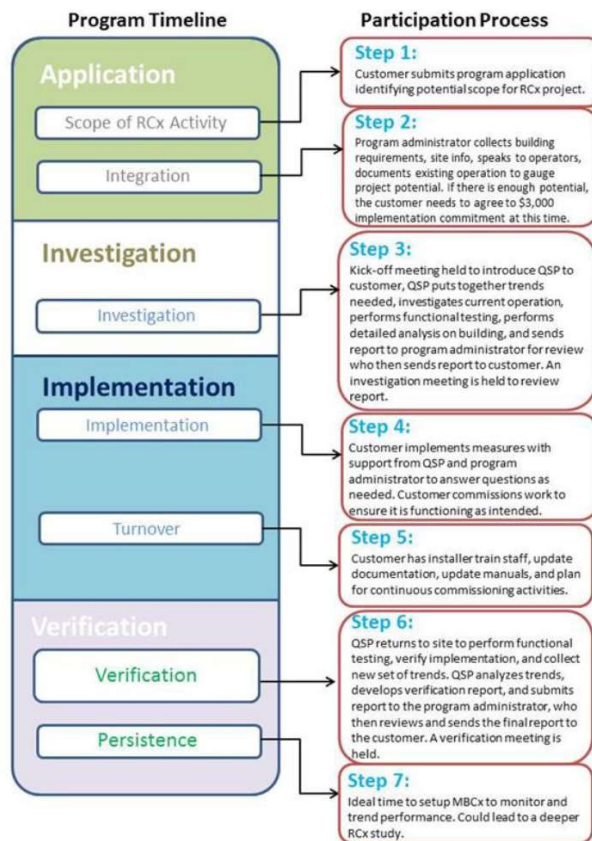 Program Timeline
Participation Process
Application
Scope of RCx Activity
Integration
Step 1:
Customer submits program application
identifying potential scope for RCx project.
Step 2:
Program administrator collects building
requirements, site info, speaks to operators,
documents existing operation to gauge
project potential. If there is enough potential,
the customer needs to agree to $3,000
implementation commitment at this time.
Investigation
Investigation
Step 3:
Kick-off meeting held to introduce QSP to
customer, QSP puts together trends
needed, investigates current operation,
performs functional testing, performs
detailed analysis on building, and sends
report to program administrator for review
who then sends report to customer. An
investigation meeting is held to review
report.
Implementation
Implementation
Turnover
Step 4:
Customer implements measures with
support from QSP and program
administrator to answer questions as
needed. Customer commissions work to
ensure it is functioning as intended.
Step 5:
Customer has installer train staff, update
documentation, update manuals, and plan
for continuous commissioning activities.
Verification
Verification
Persistence
Step 6:
QSP returns to site to perform functional
testing, verify implementation, and collect
new set of trends. QSP analyzes trends,
develops verification report, and submits
report to the program administrator, who
then reviews and sends the final report to
the customer. A verification meeting is
held.
Step 7:
Ideal time to setup MBCx to monitor and
trend performance. Could lead to a deeper
RCx study.